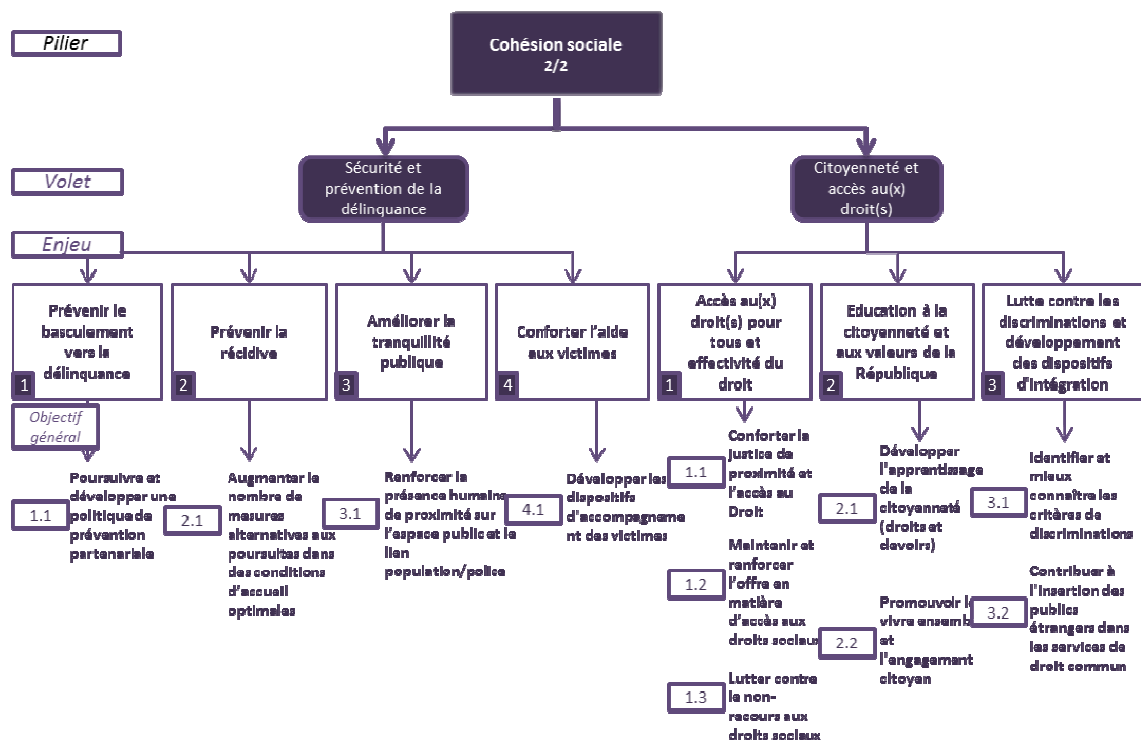 Pilier
Cohésion sociale
2/2
Volet
Sécurité et
prévention de la
délinquance
Citoyenneté et
accès au(x)
droit(s)
Enjeu
Prévenir le
basculement
vers la
délinquance
1
Prévenir la
récidive
2
Améliorer la
tranquillité
publique
3
Conforter l'aide
aux victimes
4
Accès au(x)
droit(s) pour
tous et
effectivité du
droit
1
Education à la
citoyenneté et
aux valeurs de la
République
2
Lutte contre les
discriminations et
développement
des dispositifs
d'intégration
3
Objectif
général
1.1
Poursuivre et
développer une
politique de
prévention
partenariale
2.1
Augmenter le
nombre de
mesures
alternatives aux
poursuites dans
des conditions
d'accueil
optimales
3.1
Renforcer la
présence humaine
de proximité sur
l'espace public et le
lien
population/police
4.1
Développer les
dispositifs
d'accompagneme
nt des victimes
1.1
Conforter la
justice de
proximité et
l'accès au
Droit
1.2
Maintenir et
renforcer
l'offre en
matière
d'accès aux
droits sociaux
1.3
Lutter contre
le non-
recours aux
droits sociaux
2.1
Développer
l'apprentissage
de la
citoyenneté
(droits et
devoirs)
2.2
Promouvoir le
vivre ensemb
et
l'engagement
citoyen
3.1
Identifier et
mieux
connaître les
critères de
discriminations
3.2
Contribuer à
l'insertion des
publics
étrangers dans
les services de
droit commun